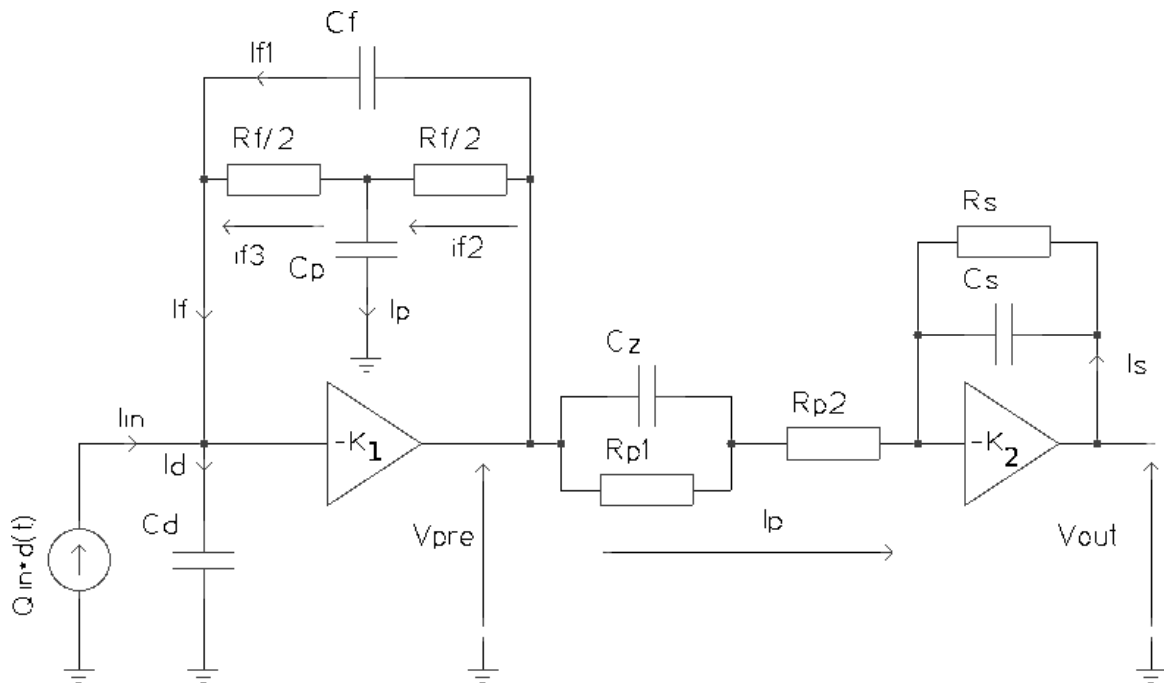 Cf
If1
Rf/2
Rf/2
if3
Cp
if2
If
Ip
Rs
Cs
Is
Cz
Rp1
Rp2
Iin
Id
-K1
-K2
Cd
Vpre
Ip
Vout
Qin*d(t)